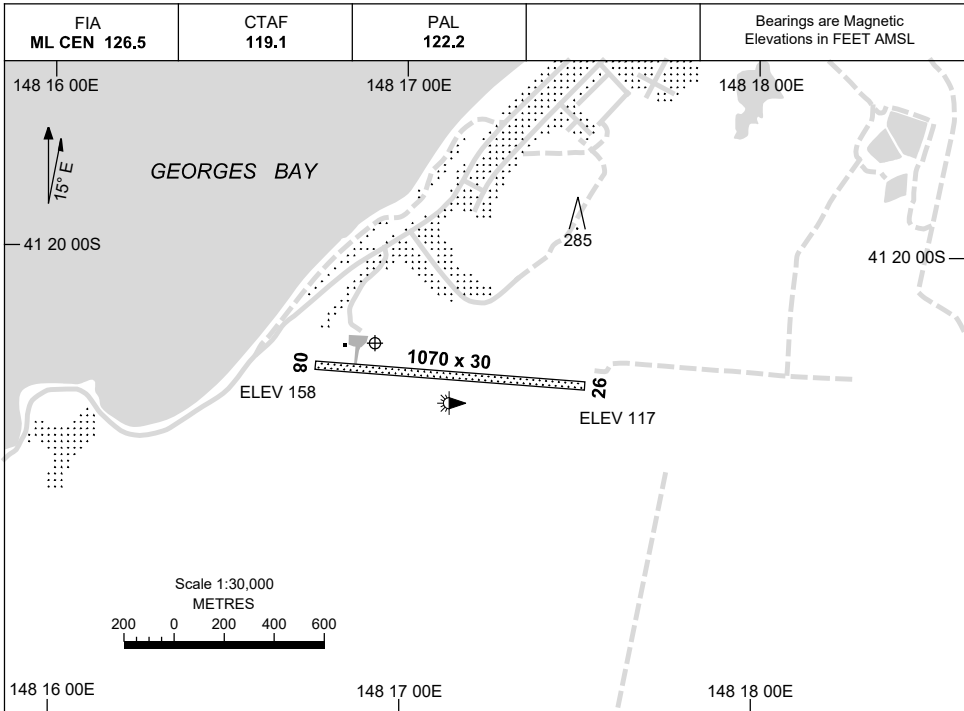 FIA
ML CEN 126.5
CTAF
119.1
PAL
122.2
Bearings are Magnetic
Elevations in FEET AMSL
148 16 00E
148 17 00E
148 18 00E
15° E
GEORGES BAY
285
41 20 00S
41 20 00S
08
1070 x 30
26
ELEV 158
ELEV 117
Scale 1:30,000
METRES
200 0 200 400 600
148 16 00E
148 17 00E
148 18 00E